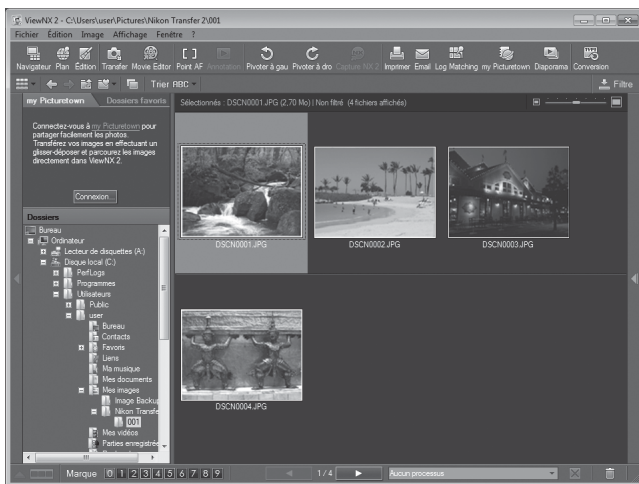 ViewNX 2 - C:\Users\user\Pictures\Nikon Transfer 2\001
Fichier Édition Image Affichage Fenêtre ?
Navigateur Plan Édition Transfer Movie Editor Point AF Annotation Pivoter à gau Pivoter à dro Capture NX 2 Imprimer Email Log Matching my Picturetown Diaporama Conversion
Trier ABC Filtre
my Picturetown Dossiers favoris
Sélectionnés : DSCN0001.JPG (2,70 Mo) | Non filtré (4 fichiers affichés)
Connectez-vous à my Picturetown pour
partager facilement les photos.
Transférez vos images en effectuant un
glisser-déposer et parcourez les images
directement dans ViewNX 2.
Connexion...
Dossiers
Bureau
Ordinateur
Lecteur de disquettes (A:)
Disque local (C:)
PerfLogs
Programmes
Utilisateurs
Public
user
Bureau
Contacts
Favoris
Liens
Ma musique
Mes documents
Mes images
Image Backup
Nikon Transfe
001
Mes vidéos
Parties enregistrée
DSCN0001.JPG
DSCN0002.JPG
DSCN0003.JPG
DSCN0004.JPG
Marque 0 1 2 3 4 5 6 7 8 9
1/4
Aucun processus